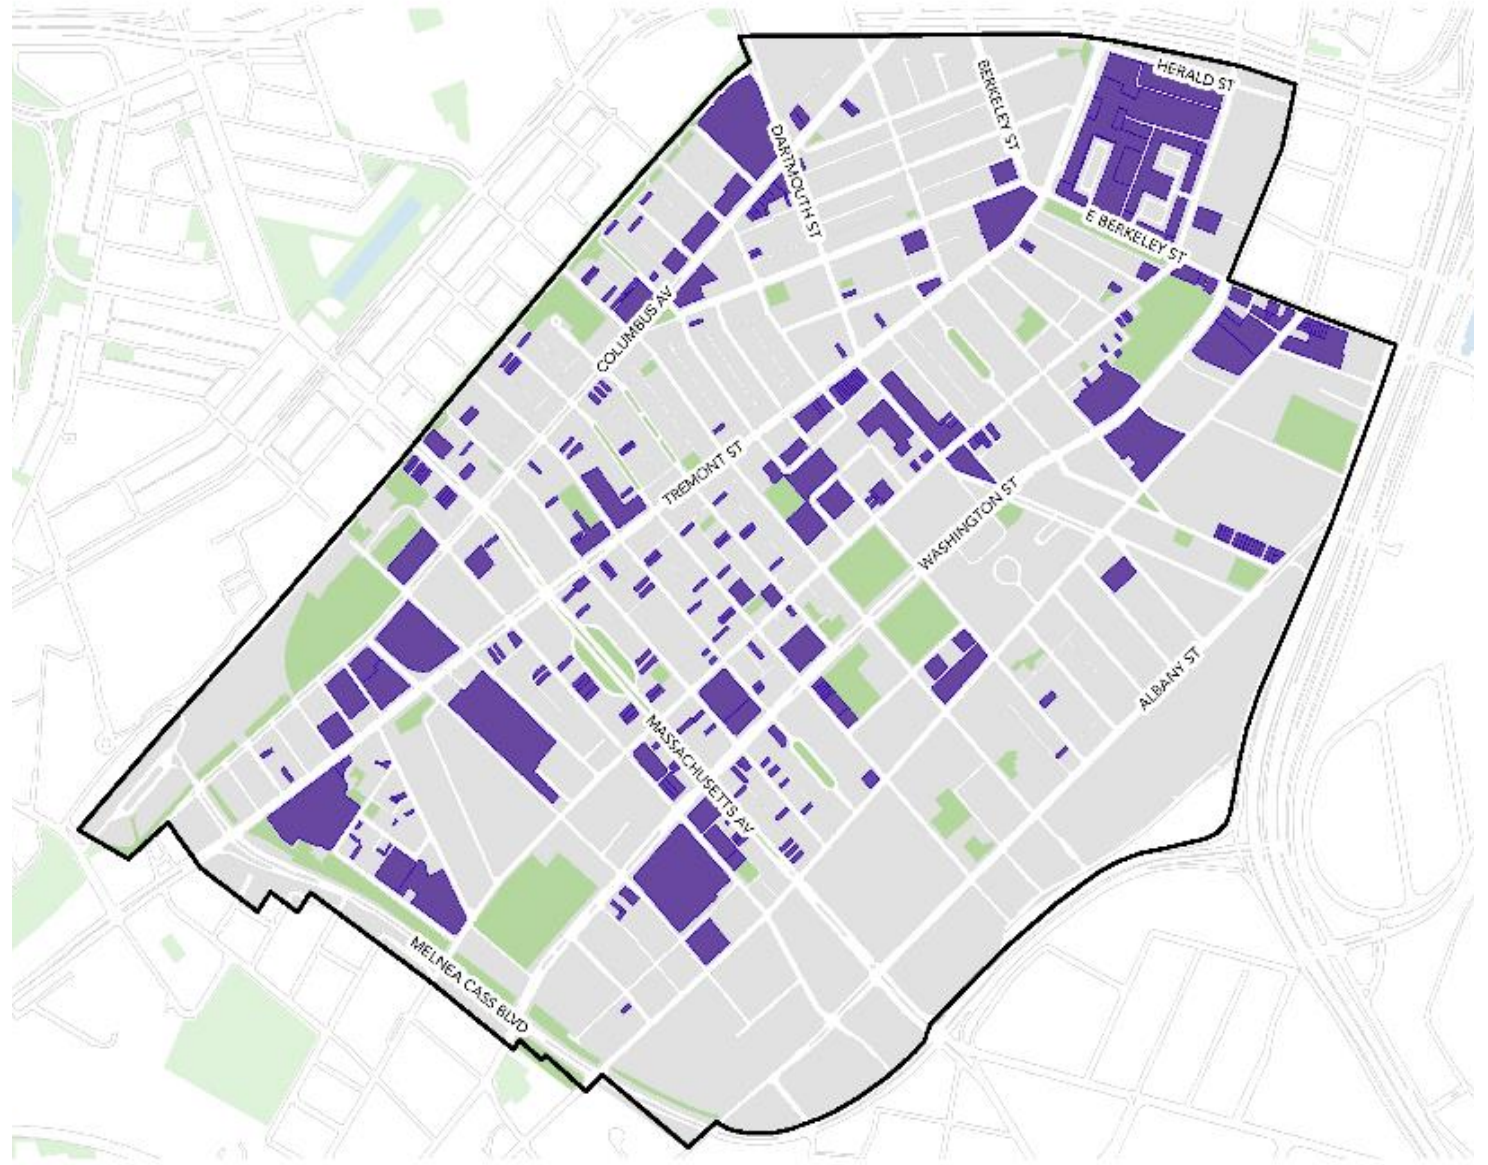 HERALD ST
BERKELEY ST
DARTMOUTH ST
E BERKELEY ST
COLUMBUS AV
TREMONT ST
WASHINGTON ST
ALBANY ST
MASSACHUSETTS AV
MELNEA CASS BLVD